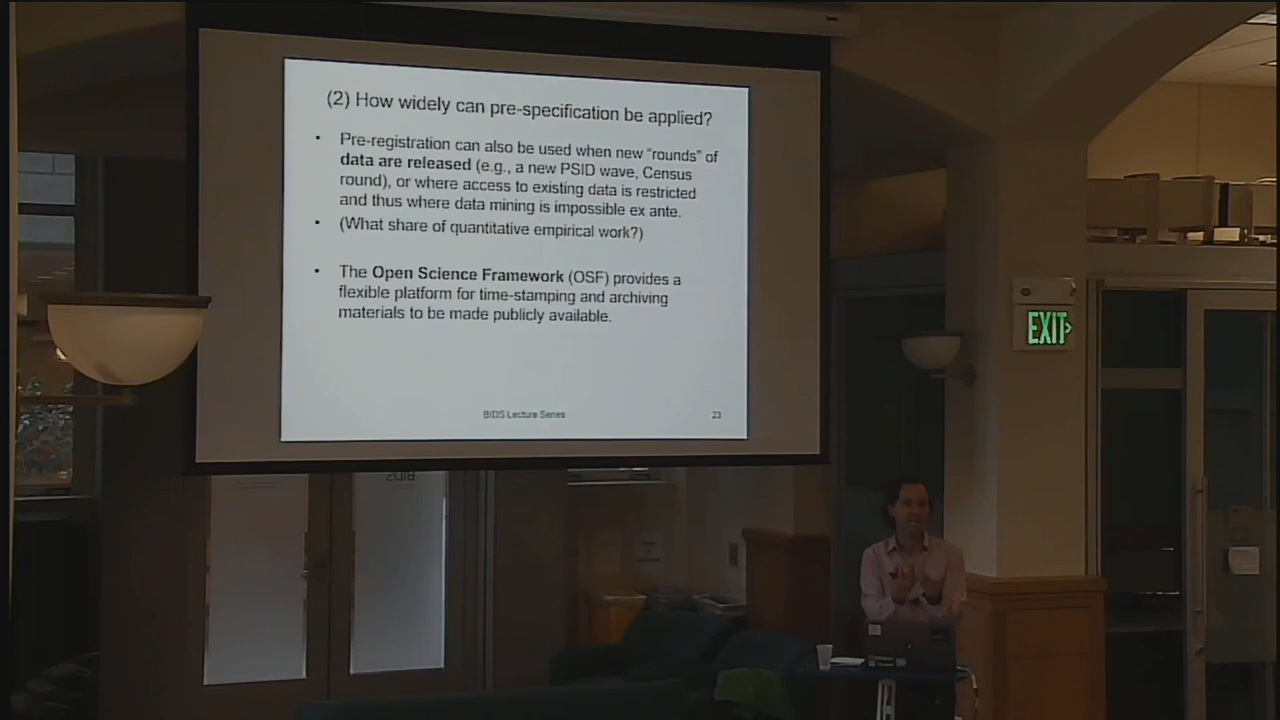 (2) How widely can pre-specification be applied?
• Pre-registration can also be used when new “rounds” of
data are released (e.g., a new PSID wave, Census
round), or where access to existing data is restricted
and thus where data mining is impossible ex ante.
• (What share of quantitative empirical work?)
• The Open Science Framework (OSF) provides a
flexible platform for time-stamping and archiving
materials to be made publicly available.
BIDS Lecture Series
23
EXIT